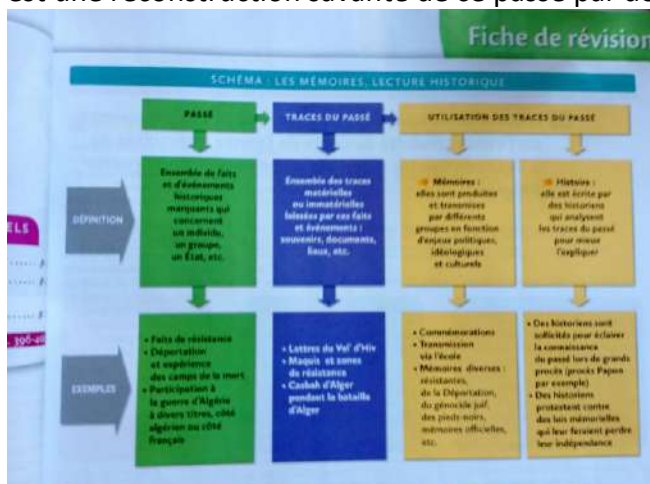 est une reconstruction savante de ce passé par de
Fiche de révision
SCHÉMA : LES MÉMOIRES, LECTURE HISTORIQUE
PASSÉ
TRACES DU PASSÉ
UTILISATION DES TRACES DU PASSÉ
DÉFINITION
Ensemble de faits
et d'événements
historiques
marquants qui
concernent
un individu,
un groupe,
un État, etc.
Ensemble des traces
matérielles
ou immatérielles
laissées par ces faits
et événements :
souvenirs, documents,
lieux, etc.
Mémoires :
elles sont produites
et transmises
par différents
groupes en fonction
d'enjeux politiques,
idéologiques
et culturels
Histoire :
elle est écrite par
des historiens
qui analysent
les traces du passé
pour mieux
l'expliquer
ELS
EXEMPLES
• Faits de résistance
• Déportation
et expérience
des camps de la mort
• Participation à
la guerre d'Algérie
à divers titres, côté
algérien ou côté
français
• Lettres du Vel' d'Hiv
• Maquis et zones
de résistance
• Casbah d'Alger
pendant la bataille
d'Alger
• Commémorations
• Transmission
via l'école
• Mémoires diverses :
résistantes,
de la Déportation,
du génocide juif,
des pieds-noirs,
mémoires officielles,
etc.
• Des historiens sont
sollicités pour éclairer
la connaissance
du passé lors de grands
procès (procès Papon
par exemple)
• Des historiens
protestent contre
des lois mémorielles
qui leur feraient perdre
leur indépendance